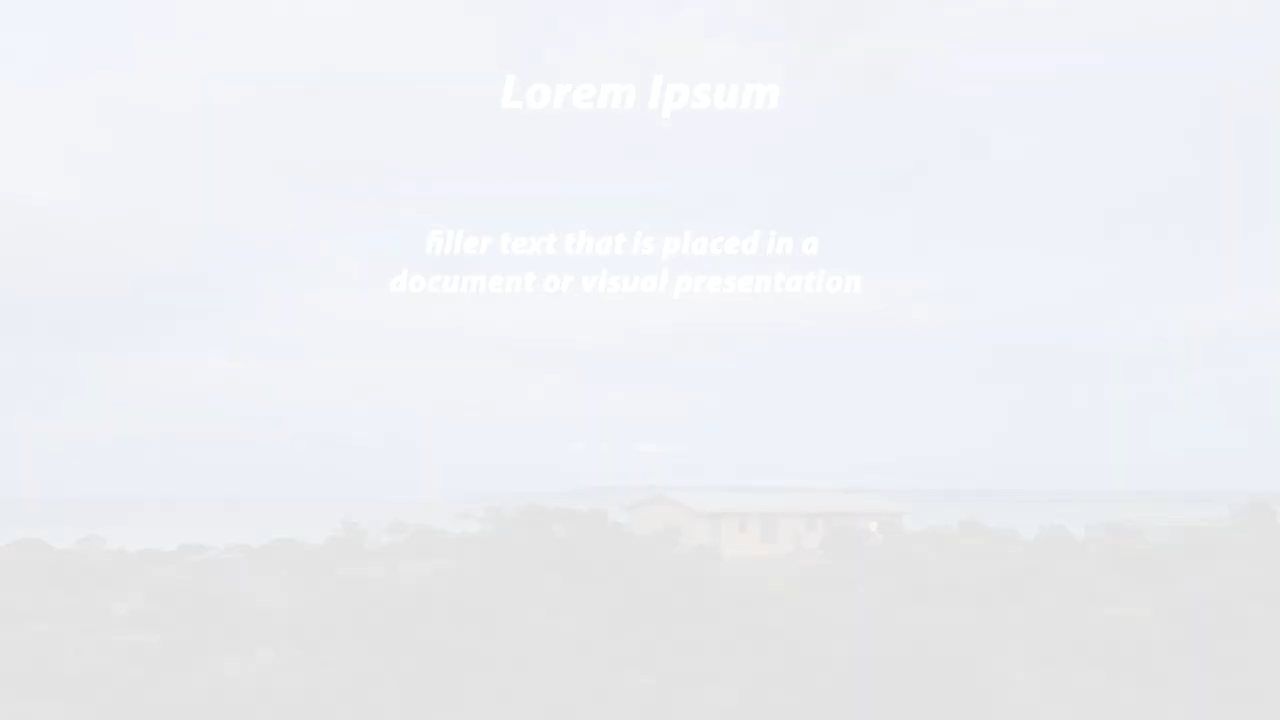 Lorem Ipsum
filler text that is placed in a
document or visual presentation